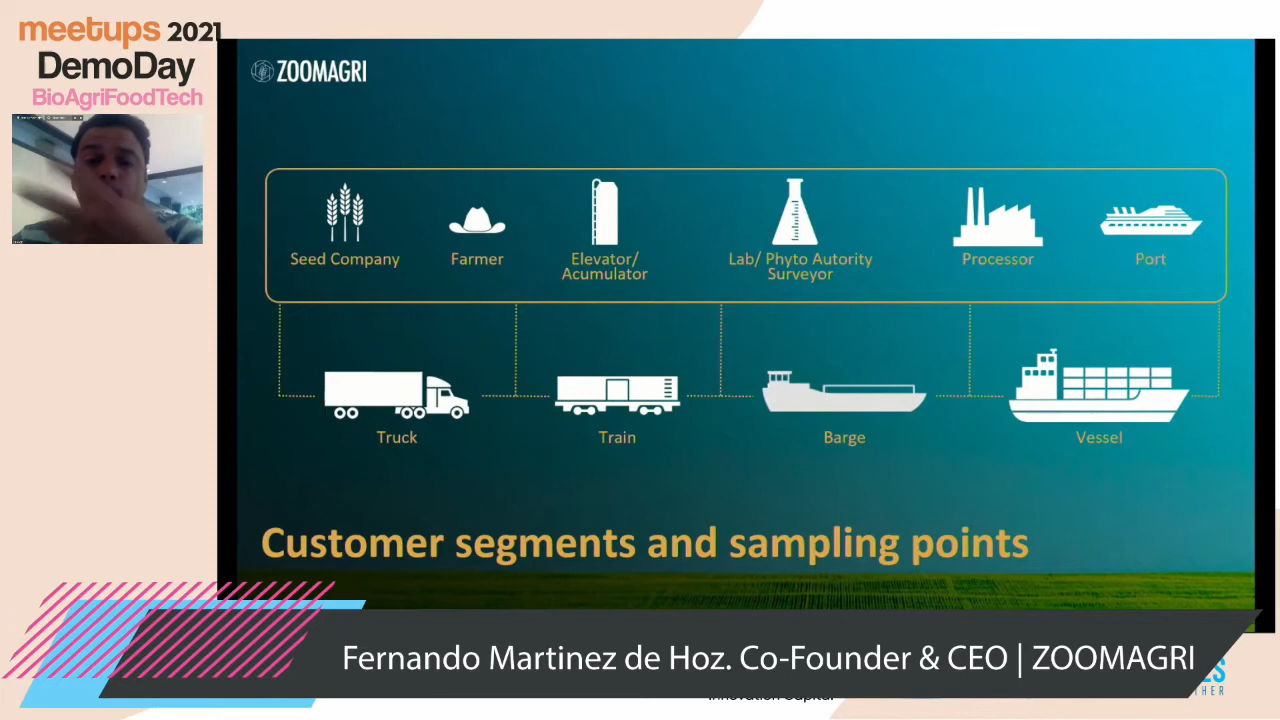 meetups 2021
DemoDay
BioAgriFoodTech
ZOOMAGRI
Seed Company
Farmer
Elevator/
Acumulator
Lab/ Phyto Autority
Surveyor
Processor
Port
Truck
Train
Barge
Vessel
Customer segments and sampling points
Fernando Martinez de Hoz. Co-Founder & CEO | ZOOMAGRI